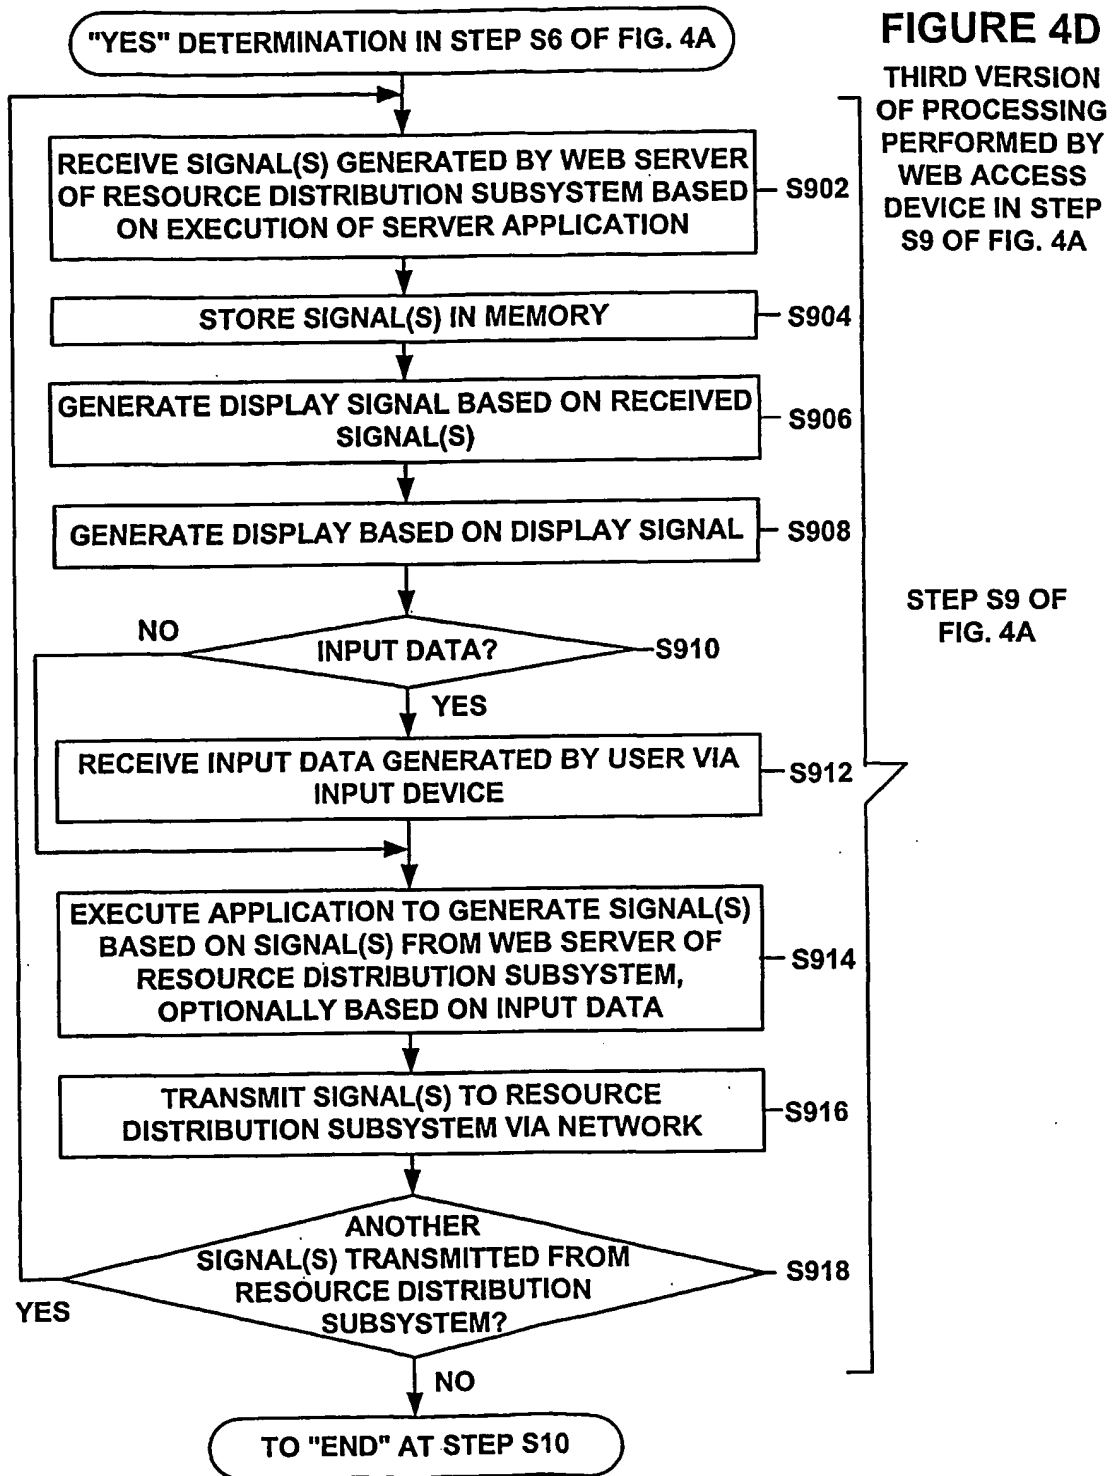 "YES" DETERMINATION IN STEP S6 OF FIG. 4A
FIGURE 4D
THIRD VERSION
OF PROCESSING
PERFORMED BY
WEB ACCESS
DEVICE IN STEP
S9 OF FIG. 4A
RECEIVE SIGNAL(S) GENERATED BY WEB SERVER
OF RESOURCE DISTRIBUTION SUBSYSTEM BASED
ON EXECUTION OF SERVER APPLICATION
S902
STORE SIGNAL(S) IN MEMORY
S904
GENERATE DISPLAY SIGNAL BASED ON RECEIVED
SIGNAL(S)
S906
GENERATE DISPLAY BASED ON DISPLAY SIGNAL
S908
STEP S9 OF
FIG. 4A
NO
INPUT DATA?
S910
YES
RECEIVE INPUT DATA GENERATED BY USER VIA
INPUT DEVICE
S912
EXECUTE APPLICATION TO GENERATE SIGNAL(S)
BASED ON SIGNAL(S) FROM WEB SERVER OF
RESOURCE DISTRIBUTION SUBSYSTEM,
OPTIONALLY BASED ON INPUT DATA
S914
TRANSMIT SIGNAL(S) TO RESOURCE
DISTRIBUTION SUBSYSTEM VIA NETWORK
S916
ANOTHER
SIGNAL(S) TRANSMITTED FROM
RESOURCE DISTRIBUTION
SUBSYSTEM?
S918
YES
NO
TO "END" AT STEP S10